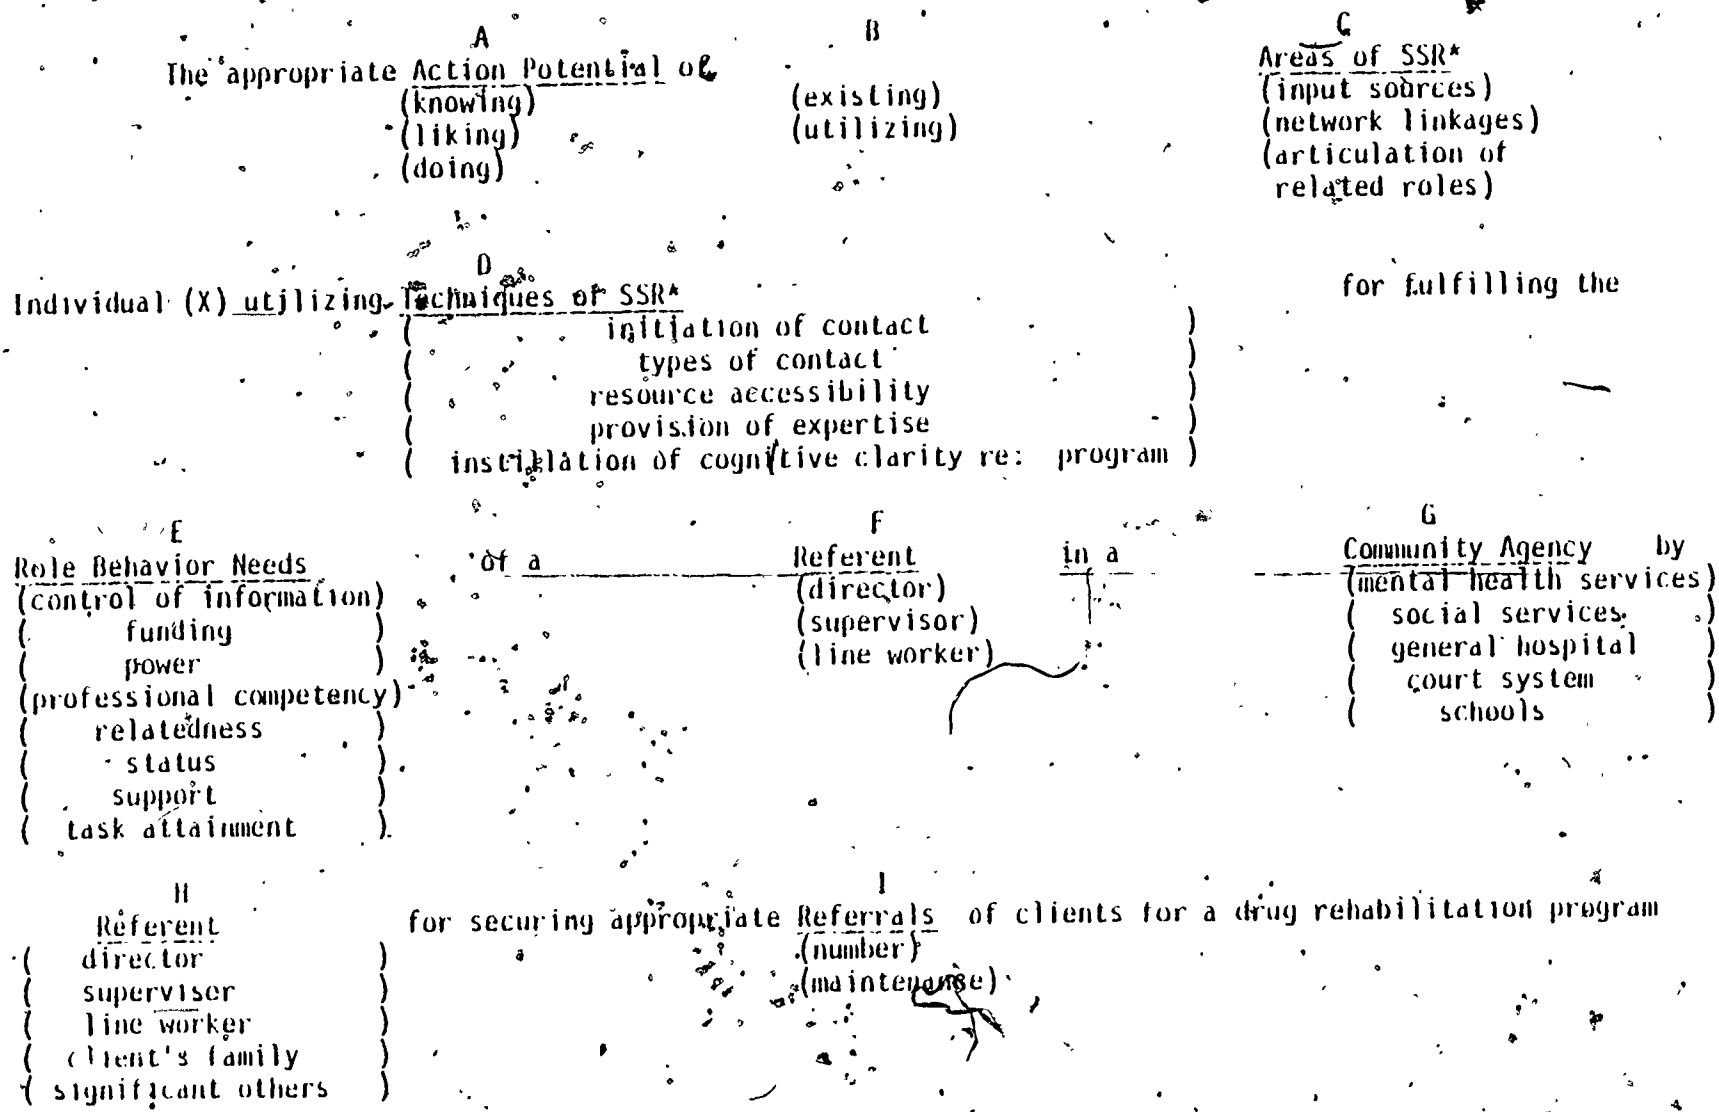 A B C
The appropriate Action Potential of Areas of SSR*
(knowing) (existing) (input sources)
(liking) (utilizing) (network linkages)
(doing) (articulation of
related roles)
D
Individual (X) utilizing Techniques of SSR* for fulfilling the
( initiation of contact )
( types of contact )
( resource accessibility )
( provision of expertise )
( instillation of cognitive clarity re: program )
E F G
Role Behavior Needs of a Referent in a Community Agency by
(control of information) (director) (mental health services)
( funding ) (supervisor) ( social services )
( power ) (line worker) ( general hospital )
(professional competency) ( court system )
( relatedness ) ( schools )
( status )
( support )
( task attainment )
H I
Referent for securing appropriate Referrals of clients for a drug rehabilitation program
( director ) (number)
( supervisor ) (maintenance)
( line worker )
( client's family )
( significant others )